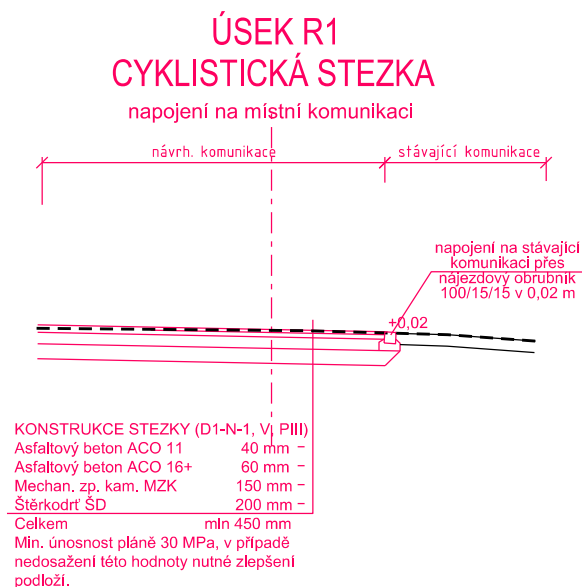 ÚSEK R1
CYKLISTICKÁ STEZKA
napojení na místní komunikaci
návrh. komunikace
stávající komunikace
napojení na stávající
komunikaci přes
nájezdový obrubník
100/15/15 v 0,02 m
+0,02
KONSTRUKCE STEZKY (D1-N-1, V, PIII)
Asfaltový beton ACO 11 40 mm
Asfaltový beton ACO 16+ 60 mm
Mechan. zp. kam. MZK 150 mm
Štěrkodrť ŠD 200 mm
Celkem min 450 mm
Min. únosnost pláně 30 MPa, v případě
nedosažení této hodnoty nutné zlepšení
podloží.